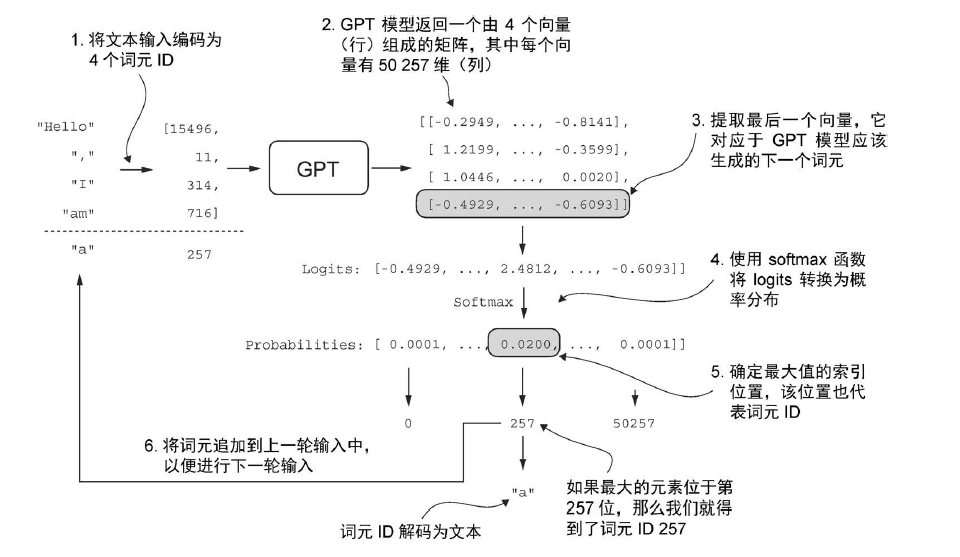 1. 将文本输入编码为
4 个词元 ID
2. GPT 模型返回一个由 4 个向量
（行）组成的矩阵，其中每个向
量有 50 257 维（列）
"Hello"
","
"I"
"am"
"a"
[15496,
11,
314,
716]
257
GPT
[[-0.2949, ..., -0.8141],
[ 1.2199, ..., -0.3599],
[ 1.0446, ..., 0.0020],
[-0.4929, ..., -0.6093]]
3. 提取最后一个向量，它
对应于 GPT 模型应该
生成的下一个词元
Logits: [-0.4929, ..., 2.4812, ..., -0.6093]]
Softmax
4. 使用 softmax 函数
将 logits 转换为概
率分布
Probabilities: [ 0.0001, ..., 0.0200, ..., 0.0001]]
5. 确定最大值的索引
位置，该位置也代
表词元 ID
0 257 50257
6. 将词元追加到上一轮输入中，
以便进行下一轮输入
"a"
词元 ID 解码为文本
如果最大的元素位于第
257 位，那么我们就得
到了词元 ID 257